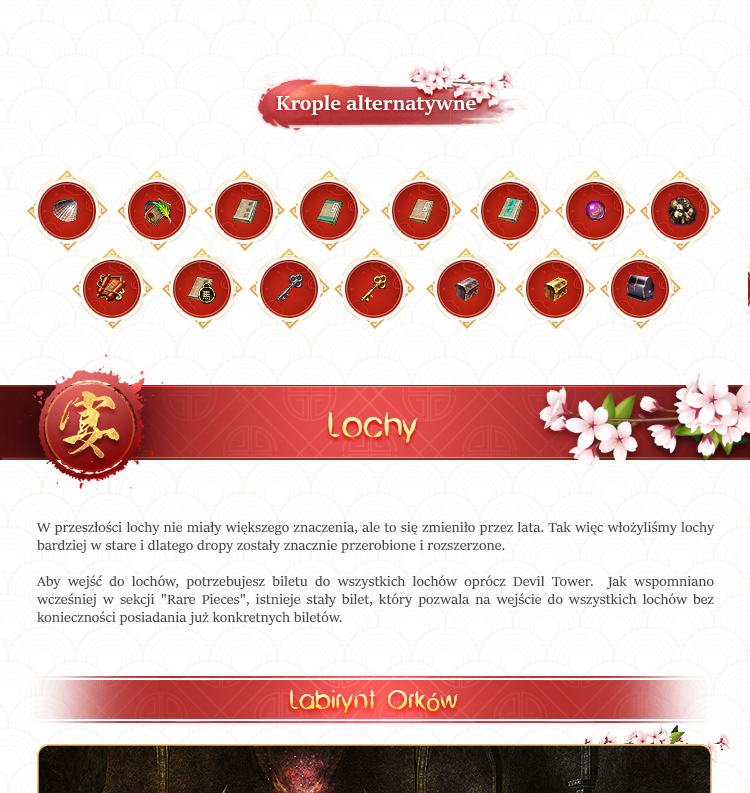 Krople alternatywne
宴
Lochy
W przeszłości lochy nie miały większego znaczenia, ale to się zmieniło przez lata. Tak więc włożyliśmy lochy
bardziej w stare i dlatego dropy zostały znacznie przerobione i rozszerzone.
Aby wejść do lochów, potrzebujesz biletu do wszystkich lochów oprócz Devil Tower. Jak wspomniano
wcześniej w sekcji "Rare Pieces", istnieje stały bilet, który pozwala na wejście do wszystkich lochów bez
konieczności posiadania już konkretnych biletów.
Labirynt Orków